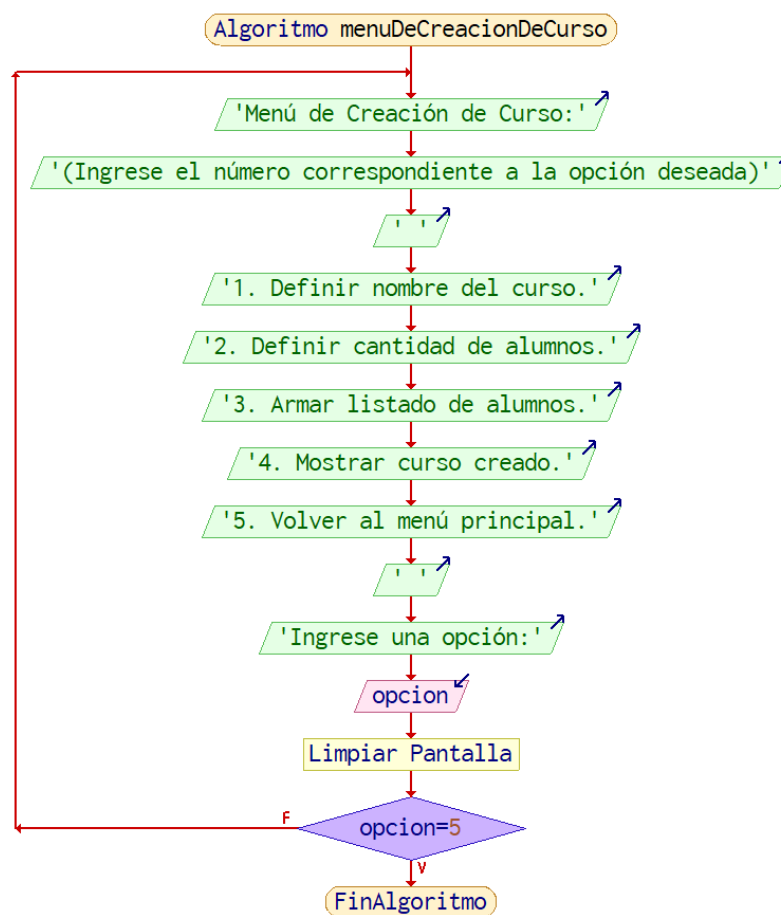 Algoritmo menuDeCreacionDeCurso
'Menú de Creación de Curso:'
'(Ingrese el número correspondiente a la opción deseada)'
' '
'1. Definir nombre del curso.'
'2. Definir cantidad de alumnos.'
'3. Armar listado de alumnos.'
'4. Mostrar curso creado.'
'5. Volver al menú principal.'
' '
'Ingrese una opción:'
opcion
Limpiar Pantalla
F
opcion=5
V
FinAlgoritmo